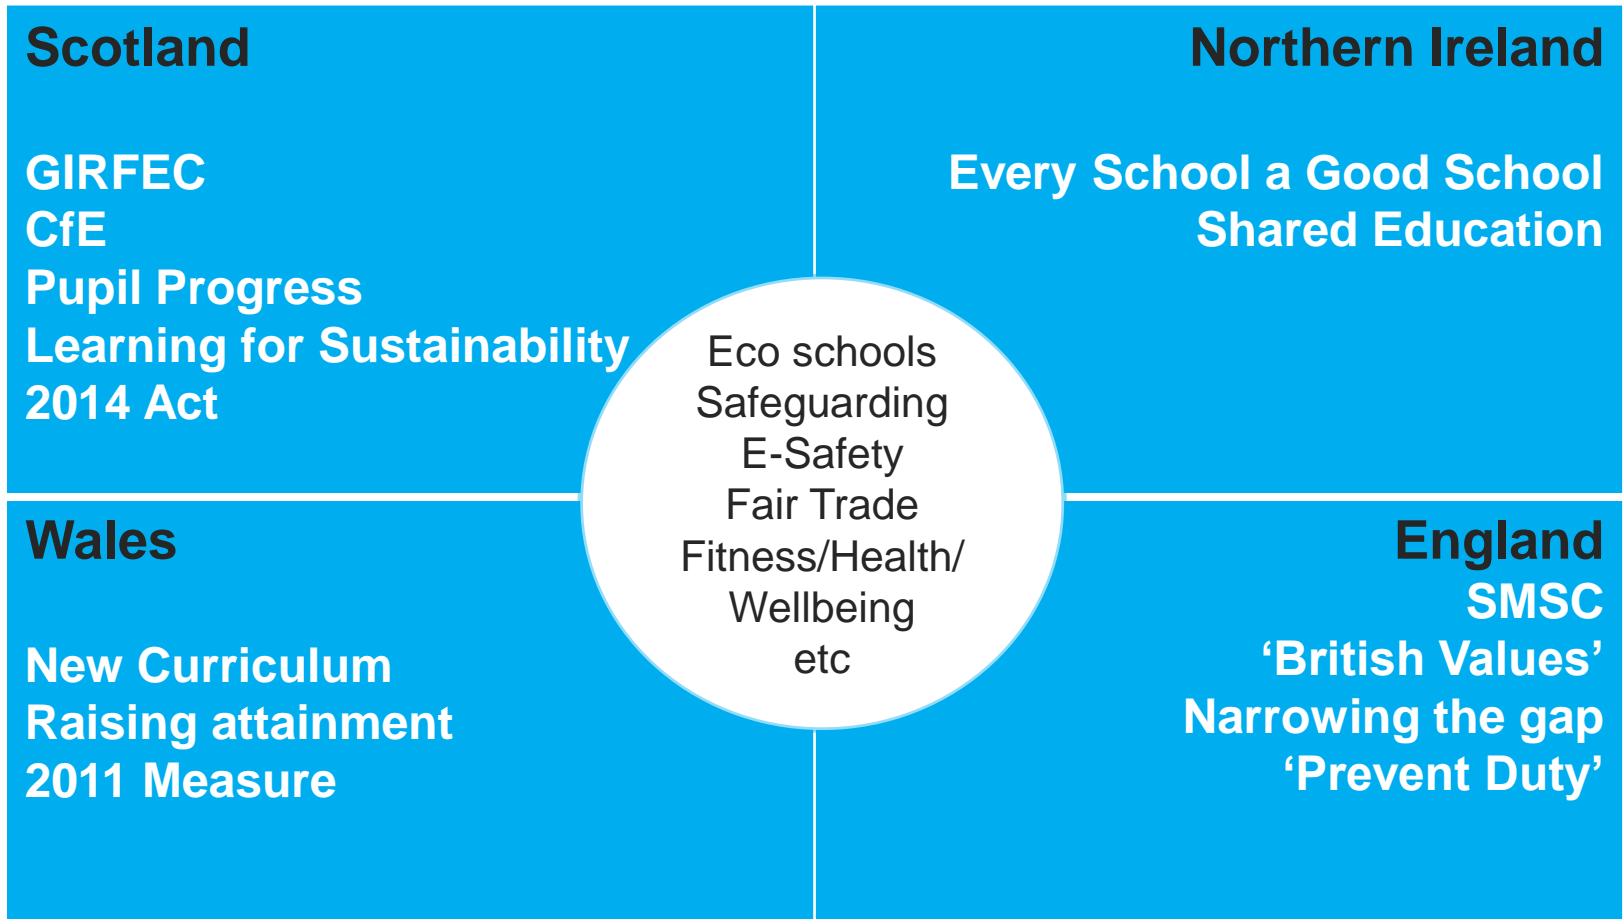 Scotland
GIRFEC
CfE
Pupil Progress
Learning for Sustainability
2014 Act
Northern Ireland
Every School a Good School
Shared Education
Eco schools
Safeguarding
E-Safety
Fair Trade
Fitness/Health/
Wellbeing
etc
Wales
New Curriculum
Raising attainment
2011 Measure
England
SMSC
‘British Values’
Narrowing the gap
‘Prevent Duty’